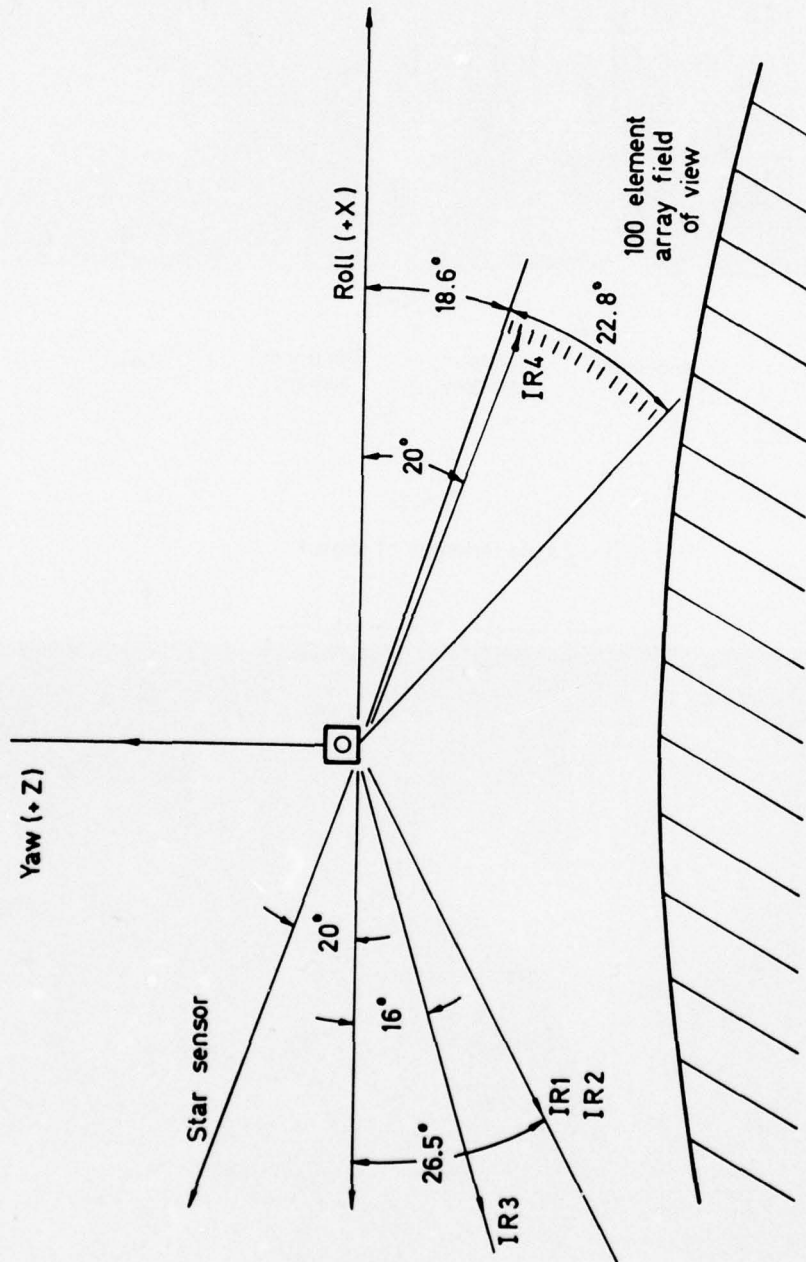 Yaw (+Z)
Roll (+X)
Star sensor
20°
18.6°
20°
16°
IR4
22.8°
26.5°
IR3
IR1
IR2
100 element
array field
of view